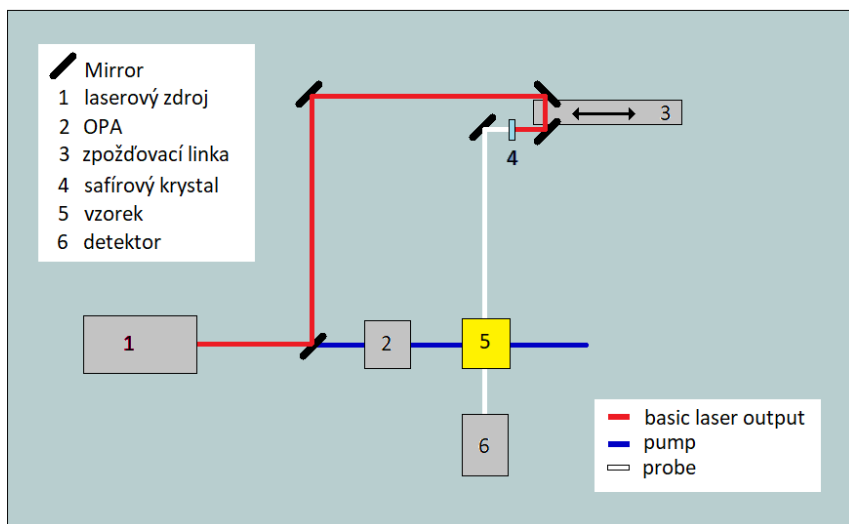 Mirror
1 laserový zdroj
2 OPA
3 zpožďovací linka
4 safírový krystal
5 vzorek
6 detektor
3
4
1
2
5
6
basic laser output
pump
probe